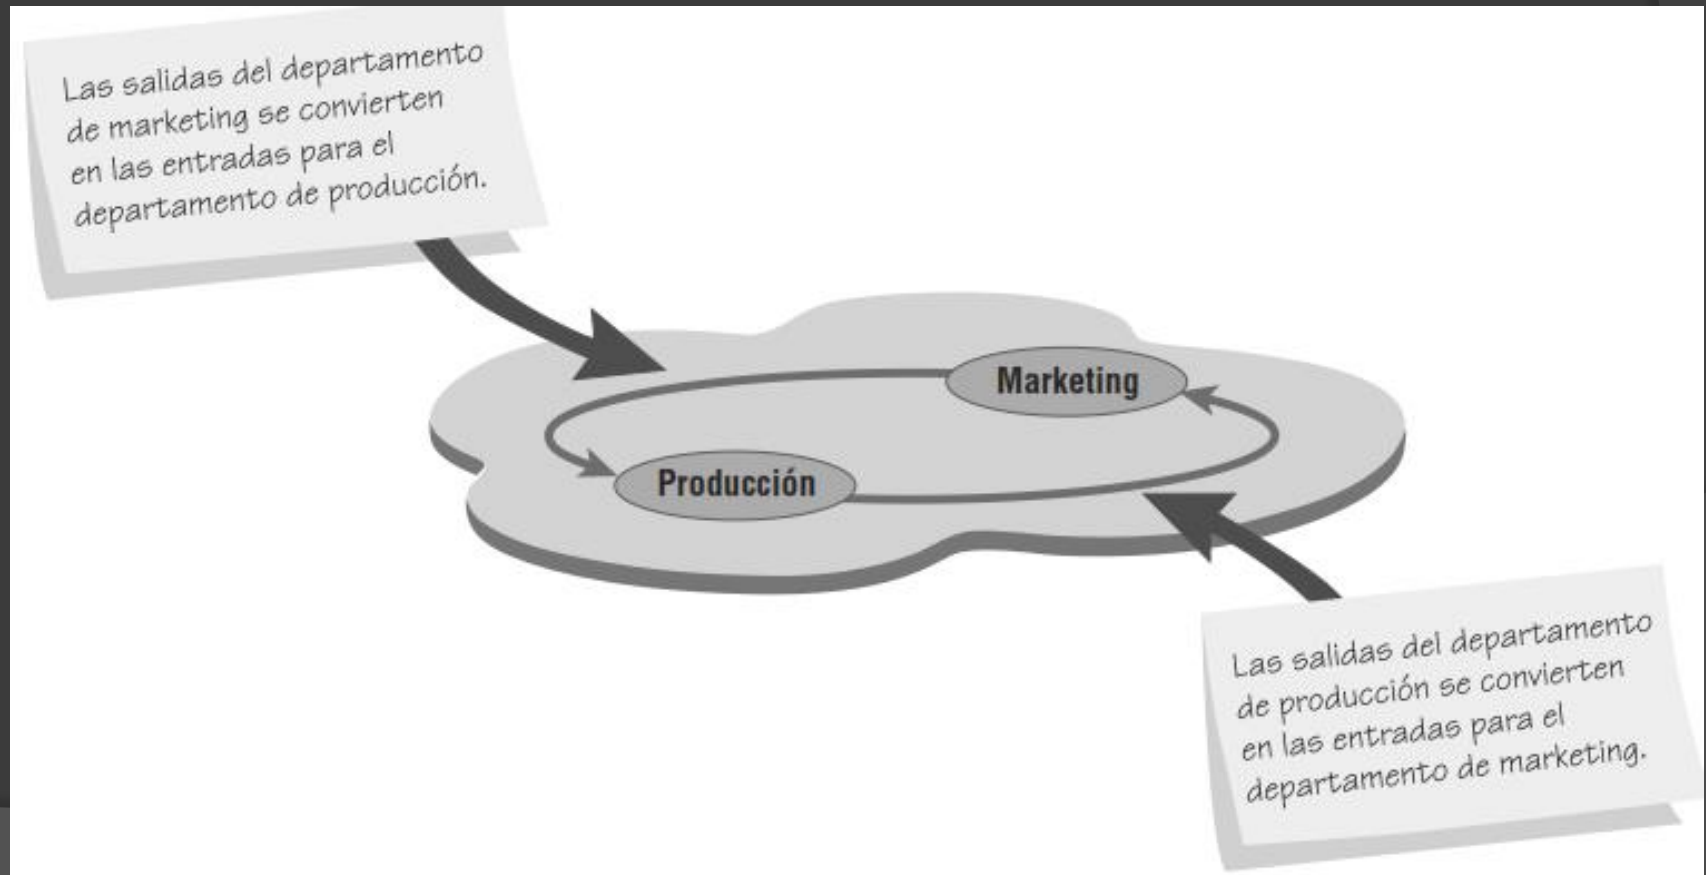 Las salidas del departamento
de marketing se convierten
en las entradas para el
departamento de producción.
Marketing
Producción
Las salidas del departamento
de producción se convierten
en las entradas para el
departamento de marketing.